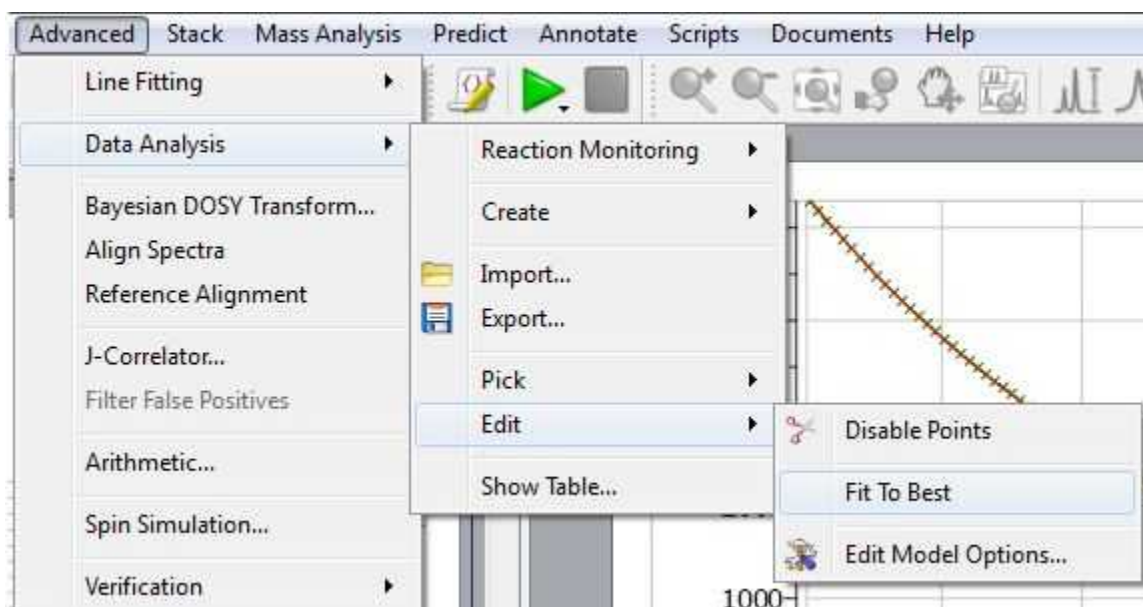 Advanced Stack Mass Analysis Predict Annotate Scripts Documents Help
Line Fitting
Data Analysis
Bayesian DOSY Transform...
Align Spectra
Reference Alignment
J-Correlator...
Filter False Positives
Arithmetic...
Spin Simulation...
Verification
Reaction Monitoring
Create
Import...
Export...
Pick
Edit
Show Table...
Disable Points
Fit To Best
Edit Model Options...
1000